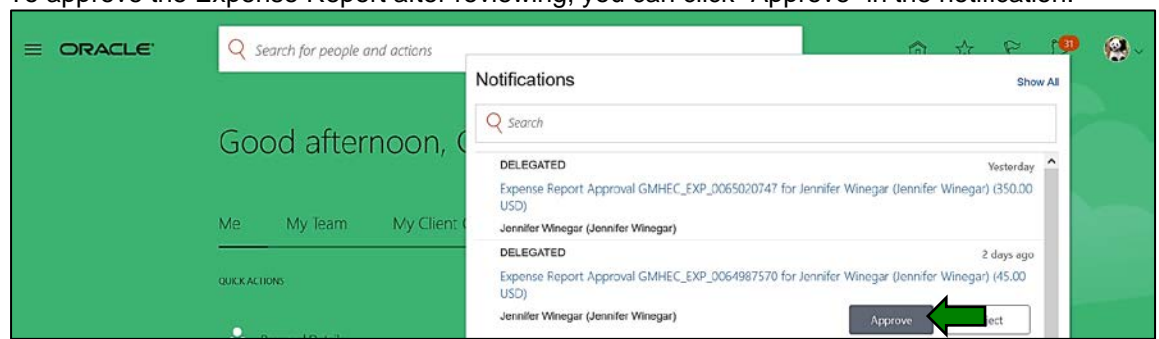 To approve the Expense Report after reviewing, you can click "Approve" in the notification.
ORACLE
Search for people and actions
31
Notifications
Show All
Search
Good afternoon,
DELEGATED
Yesterday
Expense Report Approval GMHEC_EXP_0065020747 for Jennifer Winegar (Jennifer Winegar) (350.00
USD)
Jennifer Winegar (Jennifer Winegar)
Me
My Team
My Client
DELEGATED
2 days ago
Expense Report Approval GMHEC_EXP_0064987570 for Jennifer Winegar (Jennifer Winegar) (45.00
USD)
QUICK ACTIONS
Jennifer Winegar (Jennifer Winegar)
Approve